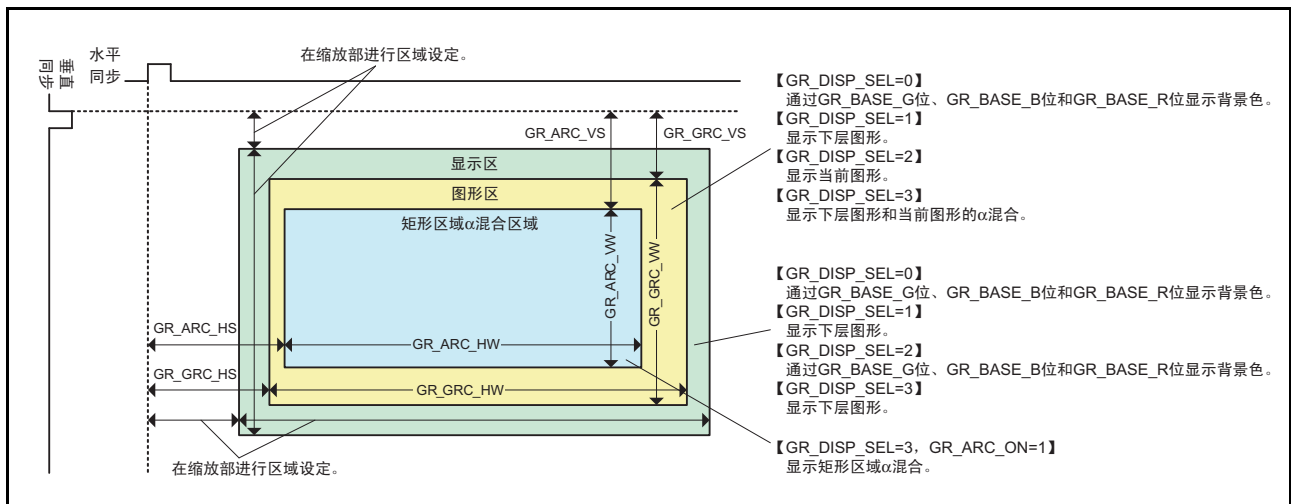 在缩放部进行区域设定。
水平
同步
垂直
同步
GR_ARC_VS
GR_GRC_VS
显示区
图形区
矩形区域α混合区域
GR_ARC_VW
GR_GRC_VW
GR_ARC_HS
GR_ARC_HW
GR_GRC_HS
GR_GRC_HW
在缩放部进行区域设定。
【GR_DISP_SEL=0】
通过GR_BASE_G位、GR_BASE_B位和GR_BASE_R位显示背景色。
【GR_DISP_SEL=1】
显示下层图形。
【GR_DISP_SEL=2】
显示当前图形。
【GR_DISP_SEL=3】
显示下层图形和当前图形的α混合。
【GR_DISP_SEL=0】
通过GR_BASE_G位、GR_BASE_B位和GR_BASE_R位显示背景色。
【GR_DISP_SEL=1】
显示下层图形。
【GR_DISP_SEL=2】
通过GR_BASE_G位、GR_BASE_B位和GR_BASE_R位显示背景色。
【GR_DISP_SEL=3】
显示下层图形。
【GR_DISP_SEL=3，GR_ARC_ON=1】
显示矩形区域α混合。